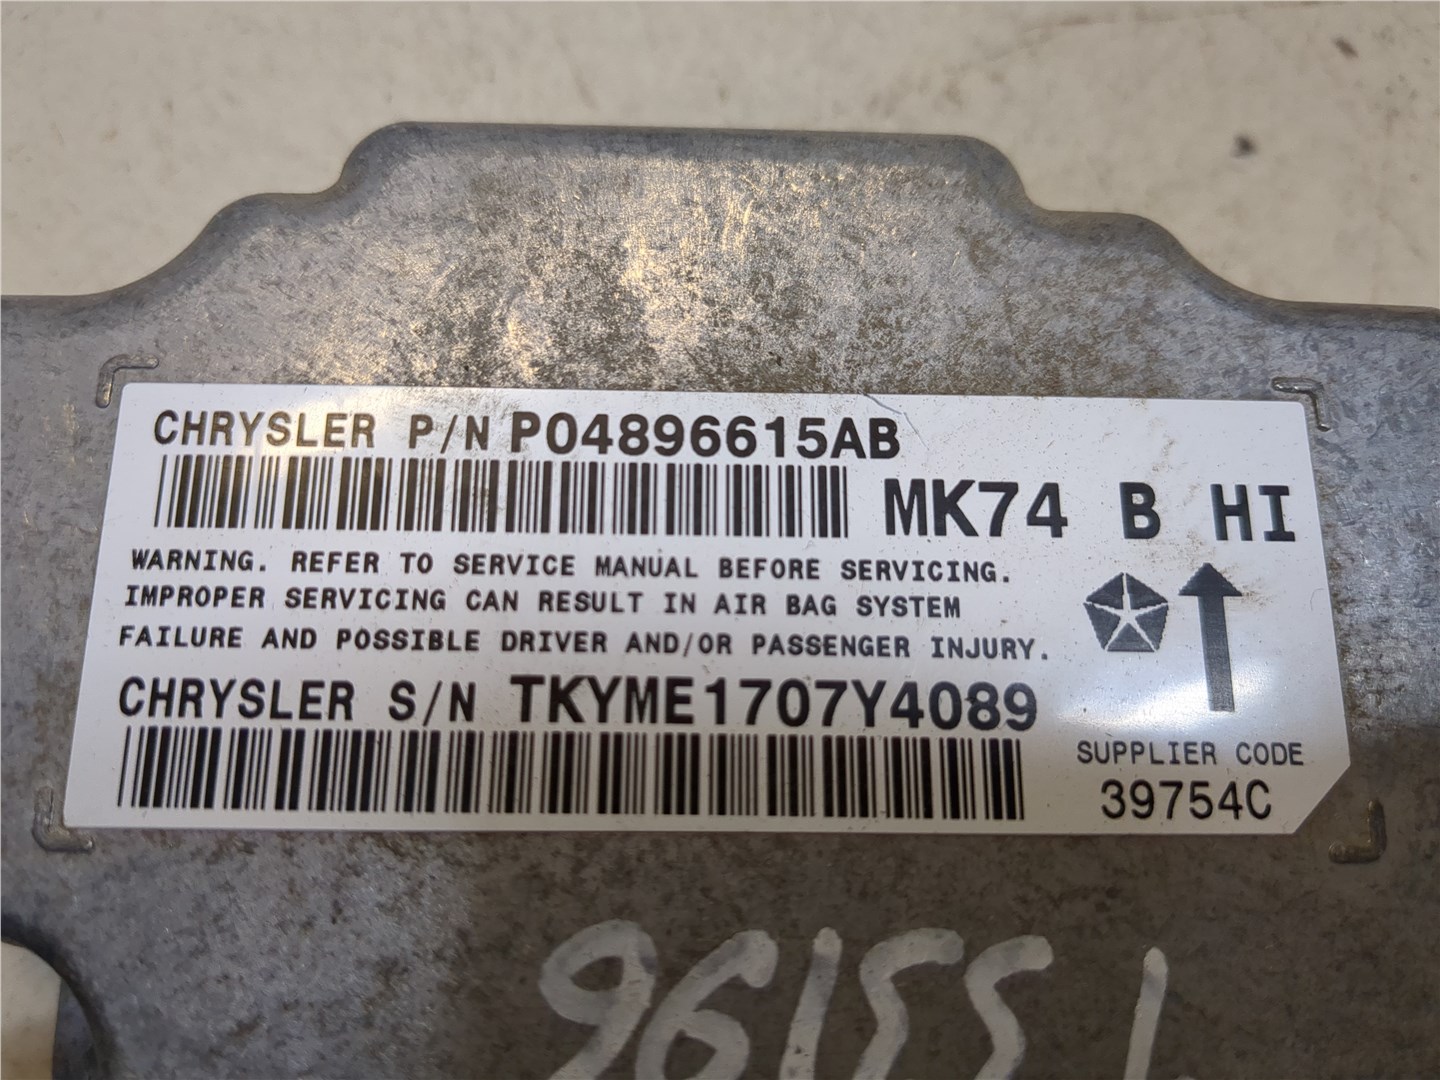 CHRYSLER P/N P04896615AB
MK74 B HI
WARNING. REFER TO SERVICE MANUAL BEFORE SERVICING.
IMPROPER SERVICING CAN RESULT IN AIR BAG SYSTEM
FAILURE AND POSSIBLE DRIVER AND/OR PASSENGER INJURY.
CHRYSLER S/N TKYME1707Y4089
SUPPLIER CODE
39754C